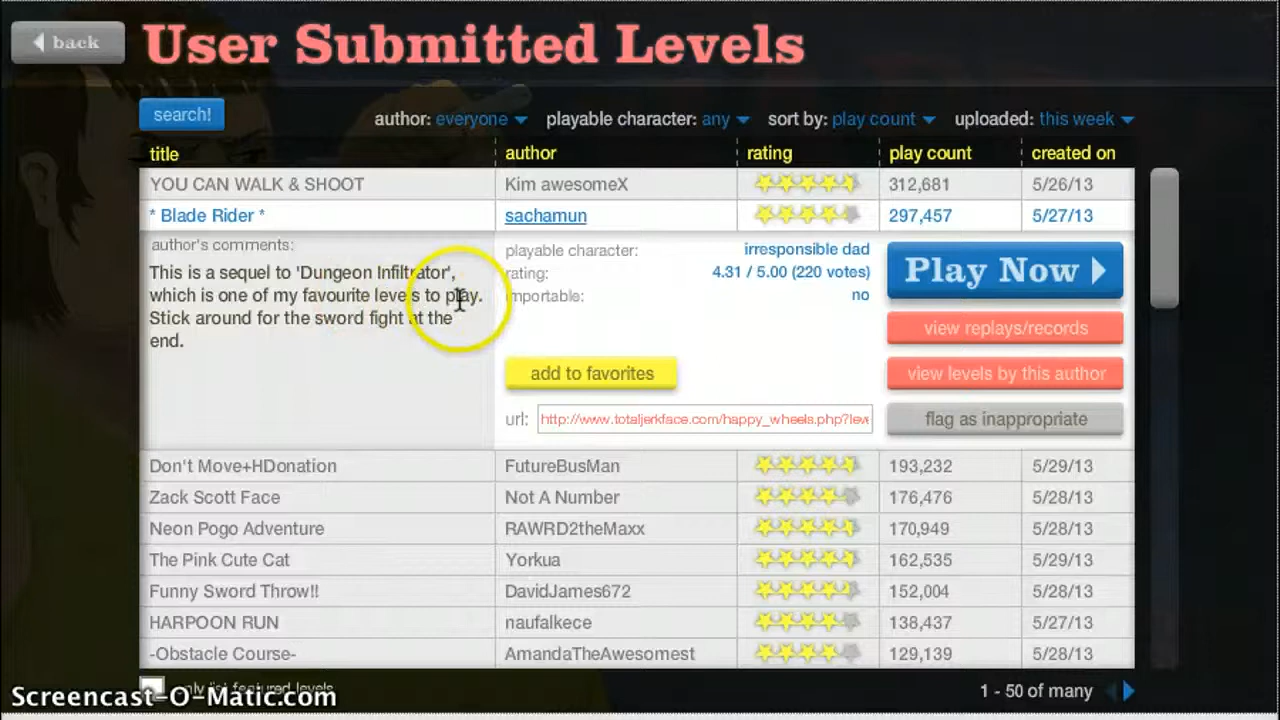 back
User Submitted Levels
search!
author: everyone
playable character: any
sort by: play count
uploaded: this week
title
author
rating
play count
created on
YOU CAN WALK & SHOOT
Kim awesomeX
312,681
5/26/13
* Blade Rider *
sachamun
297,457
5/27/13
author's comments:
This is a sequel to 'Dungeon Infiltrator',
which is one of my favourite levels to play.
Stick around for the sword fight at the
end.
playable character:
irresponsible dad
rating:
4.31 / 5.00 (220 votes)
importable:
no
add to favorites
url:
http://www.totaljerkface.com/happy_wheels.php?leve
Play Now
view replays/records
view levels by this author
flag as inappropriate
Don't Move+HDonation
FutureBusMan
193,232
5/29/13
Zack Scott Face
Not A Number
176,476
5/28/13
Neon Pogo Adventure
RAWRD2theMaxx
170,949
5/28/13
The Pink Cute Cat
Yorkua
162,535
5/29/13
Funny Sword Throw!!
DavidJames672
152,004
5/28/13
HARPOON RUN
naufalkece
138,437
5/27/13
-Obstacle Course-
AmandaTheAwesomest
129,139
5/28/13
only list featured levels
Screencast-O-Matic.com
1 - 50 of many